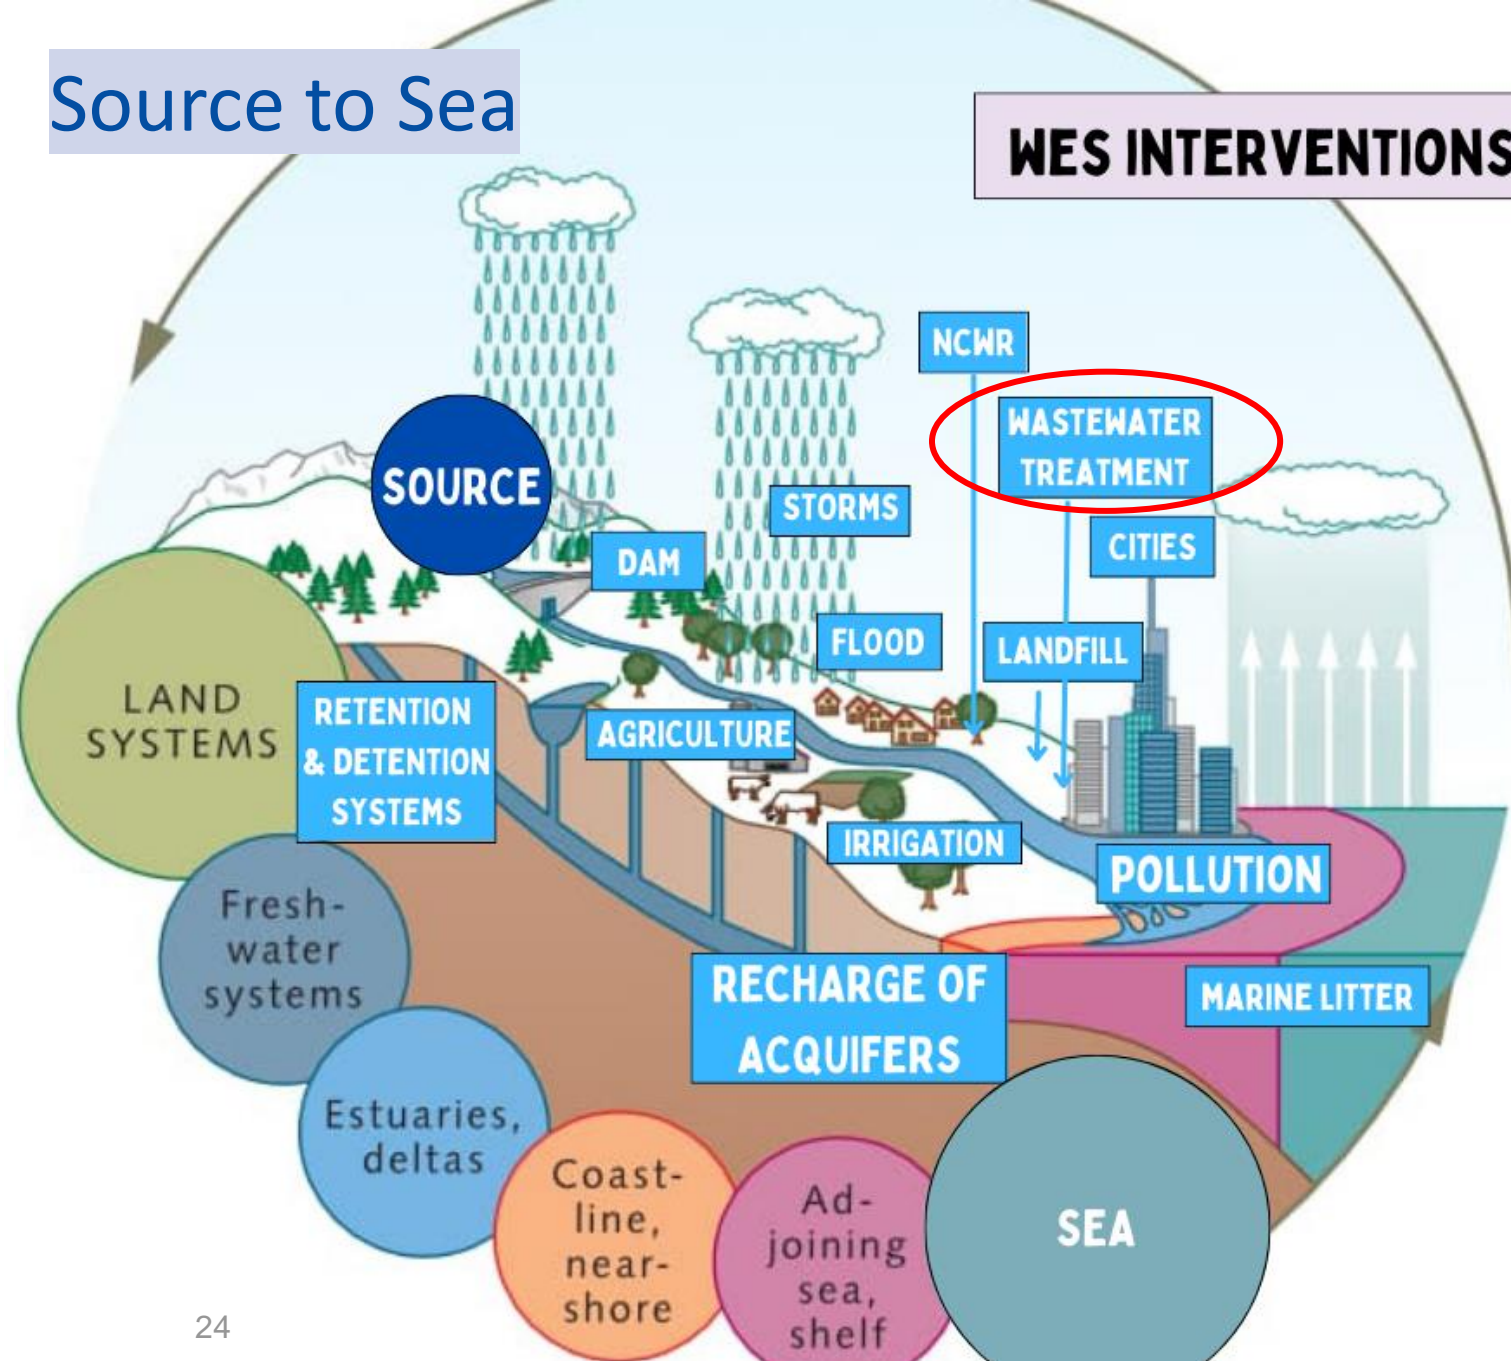 Source to Sea
WES INTERVENTIONS
NCWR
WASTEWATER
TREATMENT
SOURCE
STORMS
CITIES
DAM
FLOOD
LANDFILL
LAND
SYSTEMS
RETENTION
& DETENTION
SYSTEMS
AGRICULTURE
IRRIGATION
POLLUTION
Fresh-
water
systems
RECHARGE OF
ACQUIFERS
MARINE LITTER
Estuaries,
deltas
Coast-
line,
near-
shore
Ad-
joining
sea,
shelf
SEA
24